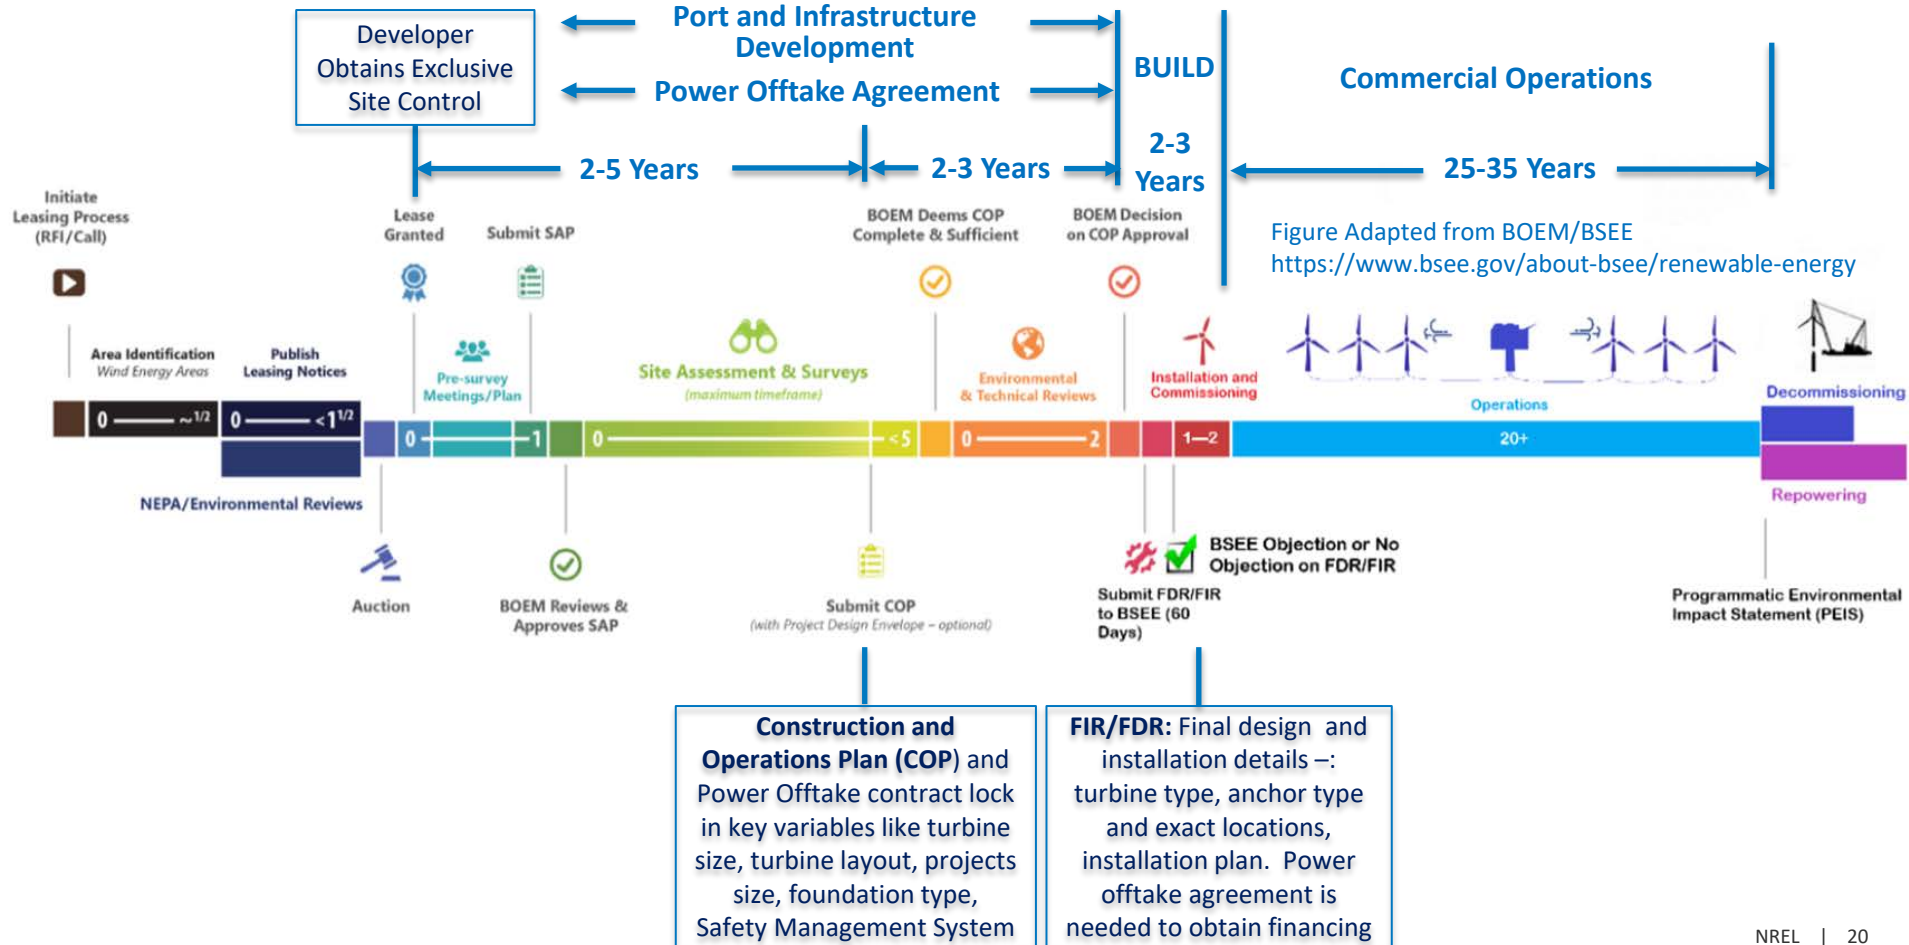 Developer
Obtains Exclusive
Site Control
Port and Infrastructure
Development
Power Offtake Agreement
BUILD
Commercial Operations
2-5 Years
2-3 Years
2-3
Years
25-35 Years
Initiate
Leasing Process
(RFI/Call)
Lease
Granted
Submit SAP
BOEM Deems COP
Complete & Sufficient
BOEM Decision
on COP Approval
Figure Adapted from BOEM/BSEE
https://www.bsee.gov/about-bsee/renewable-energy
Area Identification
Wind Energy Areas
Publish
Leasing Notices
Pre-survey
Meetings/Plan
Site Assessment & Surveys
(maximum timeframe)
Environmental
& Technical Reviews
Installation and
Commissioning
Operations
Decommissioning
0 ~1/2
0 <1 1/2
0 1
0 <5
0 2
1—2
20+
NEPA/Environmental Reviews
Repowering
Auction
BOEM Reviews &
Approves SAP
Submit COP
(with Project Design Envelope – optional)
Submit FDR/FIR
to BSEE (60
Days)
BSEE Objection or No
Objection on FDR/FIR
Programmatic Environmental
Impact Statement (PEIS)
Construction and
Operations Plan (COP) and
Power Offtake contract lock
in key variables like turbine
size, turbine layout, projects
size, foundation type,
Safety Management System
FIR/FDR: Final design and
installation details –:
turbine type, anchor type
and exact locations,
installation plan. Power
offtake agreement is
needed to obtain financing
NREL | 20